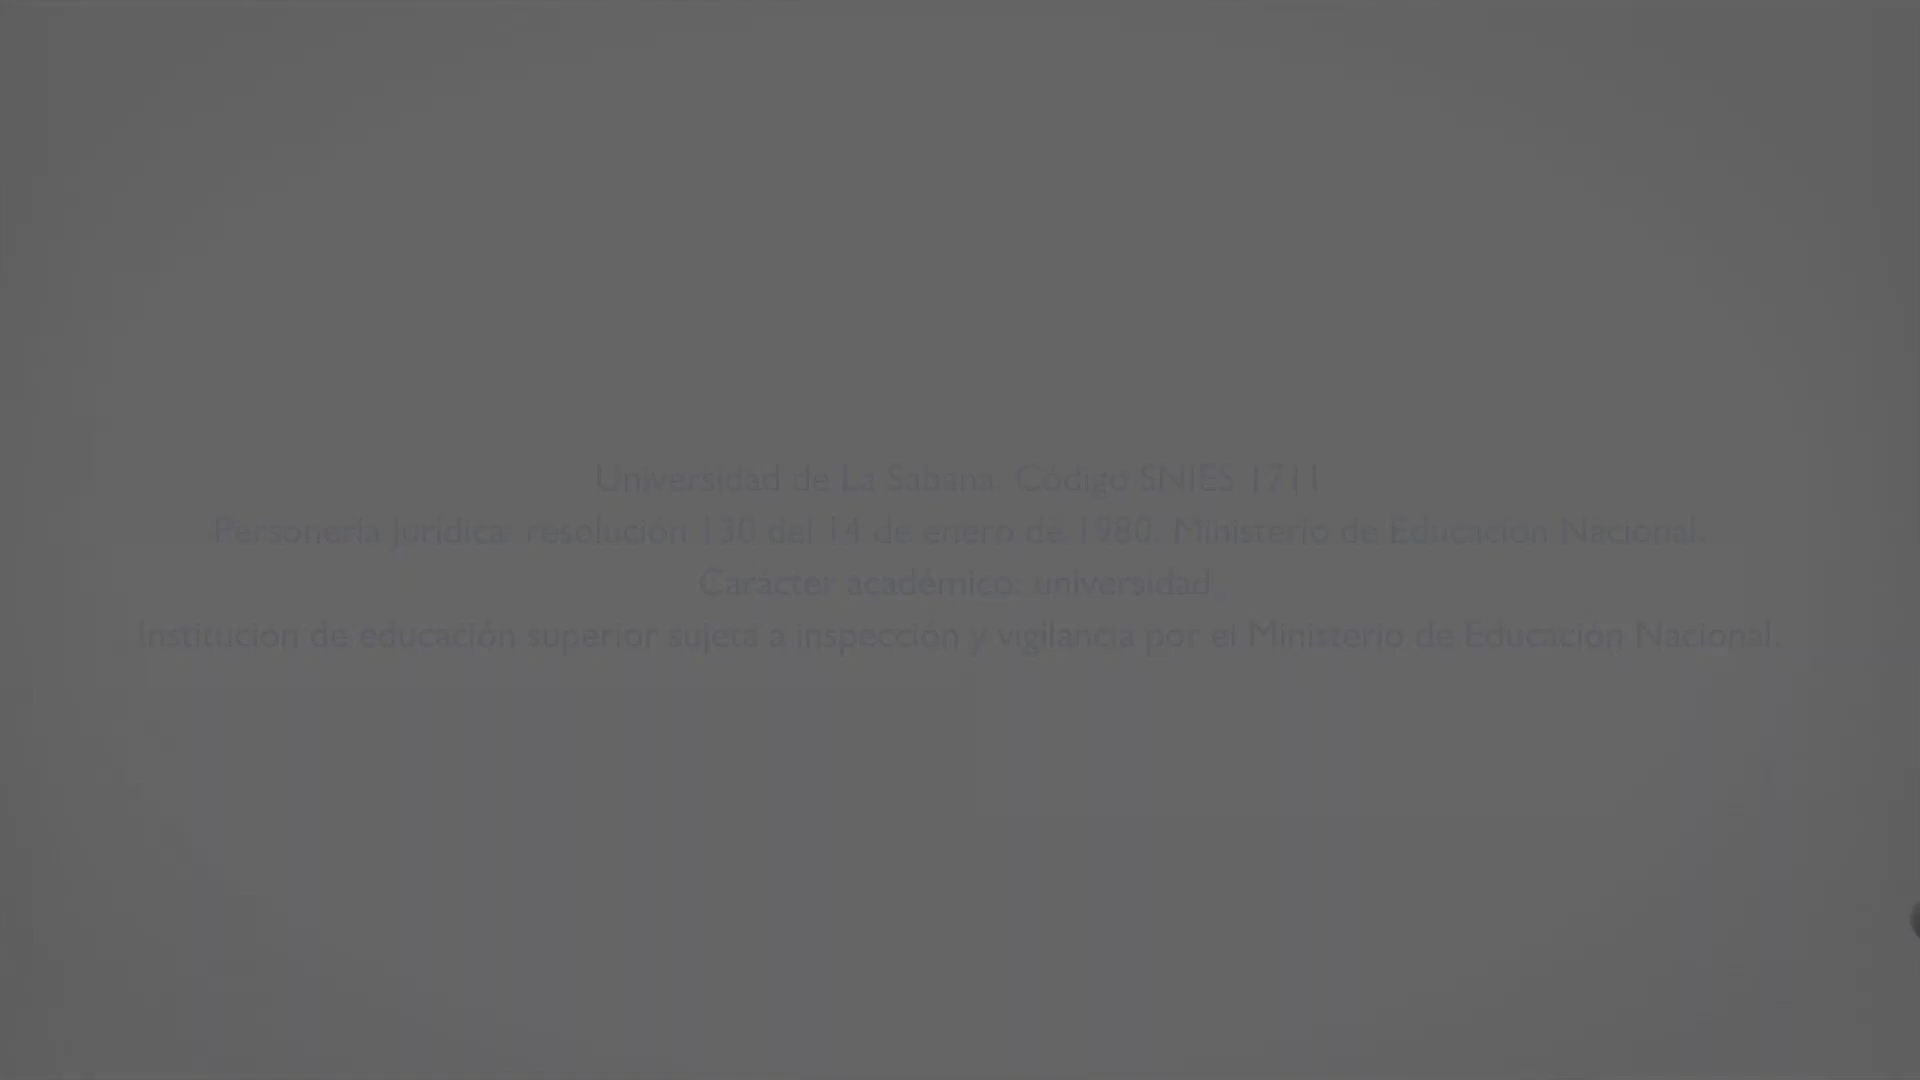 Universidad de La Sabana. Código SNIES 1711
Personería Jurídica: resolución 130 del 14 de enero de 1980. Ministerio de Educación Nacional.
Carácter académico: universidad.
Institución de educación superior sujeta a inspección y vigilancia por el Ministerio de Educación Nacional.